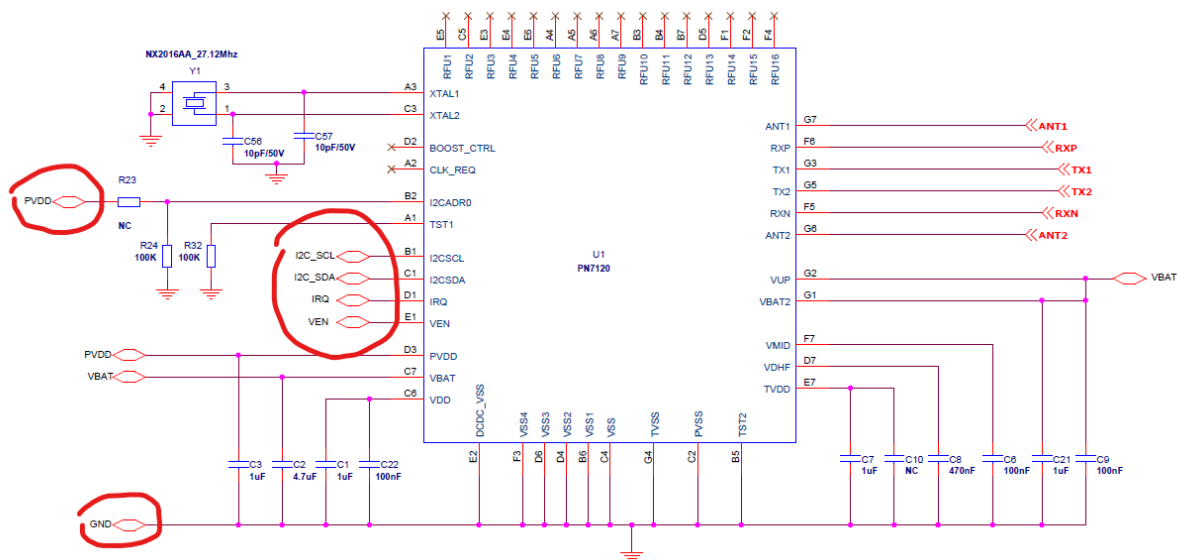 E5 C5 E3 E4 E6 A4 A5 A6 A7 B3 B4 B7 D5 F1 F2 F4
RFU1 RFU2 RFU3 RFU4 RFU5 RFU6 RFU7 RFU8 RFU9 RFU10 RFU11 RFU12 RFU13 RFU14 RFU15 RFU16
NX2016AA_27.12Mhz
Y1
4 3 A3 XTAL1
2 1 C3 XTAL2
C56
10pF/50V
C57
10pF/50V
D2 BOOST_CTRL
A2 CLK_REQ
R23
PVDD B2 I2CADR0
NC
A1 TST1
R24
100K
R32
100K
I2C_SCL B1 I2CSCL
I2C_SDA C1 I2CSDA
IRQ D1 IRQ
VEN E1 VEN
PVDD D3 PVDD
VBAT C7 VBAT
C6 VDD
U1
PN7120
ANT1 G7 ANT1
RXP F6 RXP
TX1 G3 TX1
TX2 G5 TX2
RXN F5 RXN
ANT2 G6 ANT2
VUP G2 VBAT
VBAT2 G1
VMID F7
VDHF D7
TVDD E7
DCDC_VSS VSS4 VSS3 VSS2 VSS1 VSS TVSS PVSS TST2
E2 F3 D6 D4 B6 C4 G4 C2 B5
C3
1uF
C2
4.7uF
C1
1uF
C22
100nF
C7
1uF
C10
NC
C8
470nF
C6
100nF
C21
1uF
C9
100nF
GND